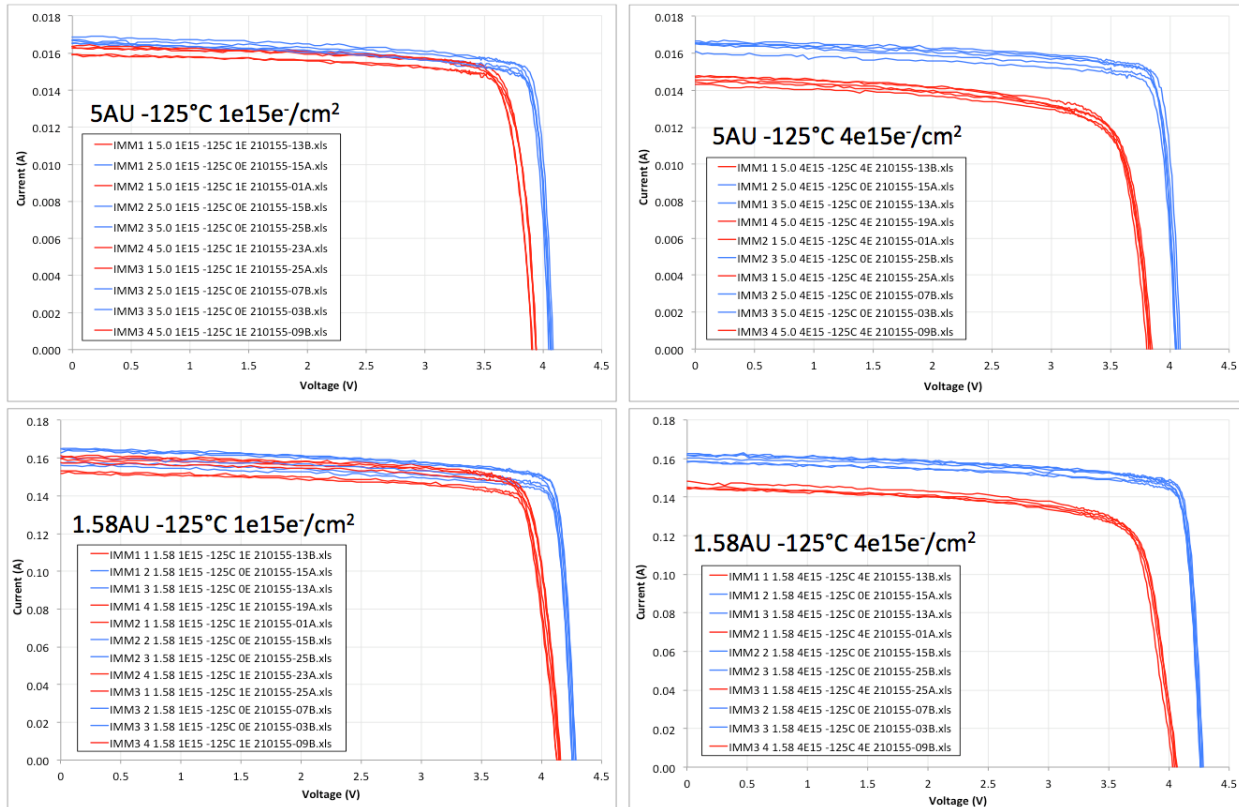 0.018
0.016
0.014
0.012
0.010
0.008
0.006
0.004
0.002
0.000
Current (A)
5AU -125°C 1e15e⁻/cm²
IMM1 1 5.0 1E15 -125C 1E 210155-13B.xls
IMM1 2 5.0 1E15 -125C 0E 210155-15A.xls
IMM2 1 5.0 1E15 -125C 1E 210155-01A.xls
IMM2 2 5.0 1E15 -125C 0E 210155-15B.xls
IMM2 3 5.0 1E15 -125C 0E 210155-25B.xls
IMM2 4 5.0 1E15 -125C 1E 210155-23A.xls
IMM3 1 5.0 1E15 -125C 1E 210155-25A.xls
IMM3 2 5.0 1E15 -125C 0E 210155-07B.xls
IMM3 3 5.0 1E15 -125C 0E 210155-03B.xls
IMM3 4 5.0 1E15 -125C 1E 210155-09B.xls
0 0.5 1 1.5 2 2.5 3 3.5 4 4.5
Voltage (V)
0.018
0.016
0.014
0.012
0.010
0.008
0.006
0.004
0.002
0.000
Current (A)
5AU -125°C 4e15e⁻/cm²
IMM1 1 5.0 4E15 -125C 4E 210155-13B.xls
IMM1 2 5.0 4E15 -125C 0E 210155-15A.xls
IMM1 3 5.0 4E15 -125C 0E 210155-13A.xls
IMM1 4 5.0 4E15 -125C 4E 210155-19A.xls
IMM2 1 5.0 4E15 -125C 4E 210155-01A.xls
IMM2 3 5.0 4E15 -125C 0E 210155-25B.xls
IMM3 1 5.0 4E15 -125C 4E 210155-25A.xls
IMM3 2 5.0 4E15 -125C 0E 210155-07B.xls
IMM3 3 5.0 4E15 -125C 0E 210155-03B.xls
IMM3 4 5.0 4E15 -125C 4E 210155-09B.xls
0 0.5 1 1.5 2 2.5 3 3.5 4 4.5
Voltage (V)
0.18
0.16
0.14
0.12
0.10
0.08
0.06
0.04
0.02
0.00
Current (A)
1.58AU -125°C 1e15e⁻/cm²
IMM1 1 1.58 1E15 -125C 1E 210155-13B.xls
IMM1 2 1.58 1E15 -125C 0E 210155-15A.xls
IMM1 3 1.58 1E15 -125C 0E 210155-13A.xls
IMM1 4 1.58 1E15 -125C 1E 210155-19A.xls
IMM2 1 1.58 1E15 -125C 1E 210155-01A.xls
IMM2 2 1.58 1E15 -125C 0E 210155-15B.xls
IMM2 3 1.58 1E15 -125C 0E 210155-25B.xls
IMM2 4 1.58 1E15 -125C 1E 210155-23A.xls
IMM3 1 1.58 1E15 -125C 1E 210155-25A.xls
IMM3 2 1.58 1E15 -125C 0E 210155-07B.xls
IMM3 3 1.58 1E15 -125C 0E 210155-03B.xls
IMM3 4 1.58 1E15 -125C 1E 210155-09B.xls
0 0.5 1 1.5 2 2.5 3 3.5 4 4.5
Voltage (V)
0.18
0.16
0.14
0.12
0.10
0.08
0.06
0.04
0.02
0.00
Current (A)
1.58AU -125°C 4e15e⁻/cm²
IMM1 1 1.58 4E15 -125C 4E 210155-13B.xls
IMM1 2 1.58 4E15 -125C 0E 210155-15A.xls
IMM1 3 1.58 4E15 -125C 0E 210155-13A.xls
IMM2 1 1.58 4E15 -125C 4E 210155-01A.xls
IMM2 2 1.58 4E15 -125C 0E 210155-15B.xls
IMM2 3 1.58 4E15 -125C 0E 210155-25B.xls
IMM3 1 1.58 4E15 -125C 4E 210155-25A.xls
IMM3 2 1.58 4E15 -125C 0E 210155-07B.xls
IMM3 3 1.58 4E15 -125C 0E 210155-03B.xls
IMM3 4 1.58 4E15 -125C 4E 210155-09B.xls
0 0.5 1 1.5 2 2.5 3 3.5 4 4.5
Voltage (V)